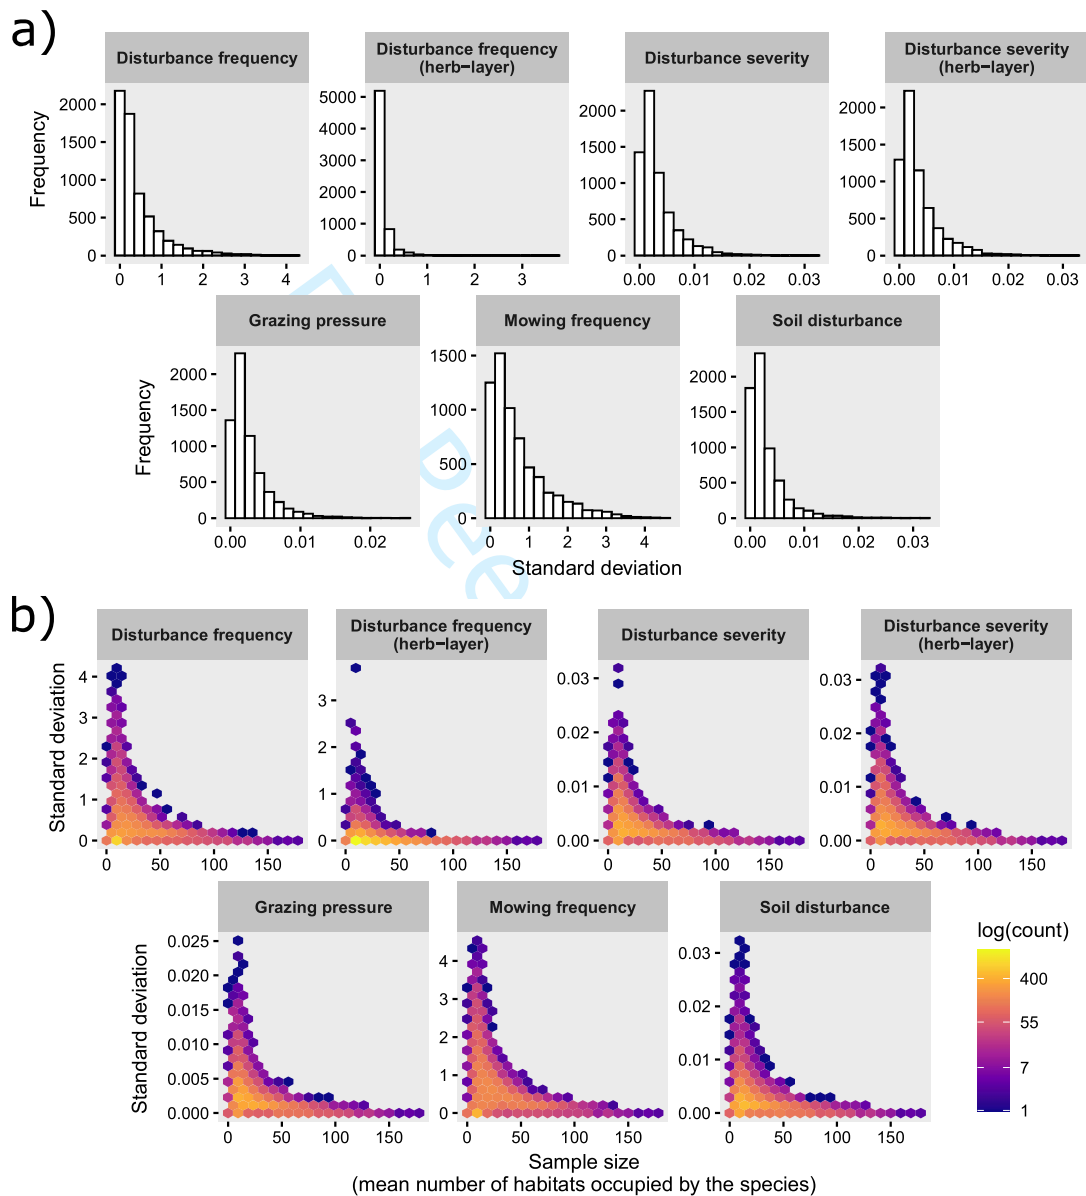 a)
Disturbance frequency
Disturbance frequency
(herb−layer)
Disturbance severity
Disturbance severity
(herb−layer)
Frequency
2000
1500
1000
500
0
0 1 2 3 4
5000
4000
3000
2000
1000
0
0 1 2 3
2000
1500
1000
500
0
0.00 0.01 0.02 0.03
2000
1500
1000
500
0
0.00 0.01 0.02 0.03
Grazing pressure
Mowing frequency
Soil disturbance
Frequency
2000
1500
1000
500
0
0.00 0.01 0.02
1500
1000
500
0
0 1 2 3 4
2000
1500
1000
500
0
0.00 0.01 0.02 0.03
Standard deviation
Pee
b)
Disturbance frequency
Disturbance frequency
(herb−layer)
Disturbance severity
Disturbance severity
(herb−layer)
Standard deviation
4
3
2
1
0
0 50 100 150
3
2
1
0
0 50 100 150
0.03
0.02
0.01
0.00
0 50 100 150
0.03
0.02
0.01
0.00
0 50 100 150
Grazing pressure
Mowing frequency
Soil disturbance
Standard deviation
0.025
0.020
0.015
0.010
0.005
0.000
0 50 100 150
4
3
2
1
0
0 50 100 150
0.03
0.02
0.01
0.00
0 50 100 150
log(count)
400
55
7
1
Sample size
(mean number of habitats occupied by the species)